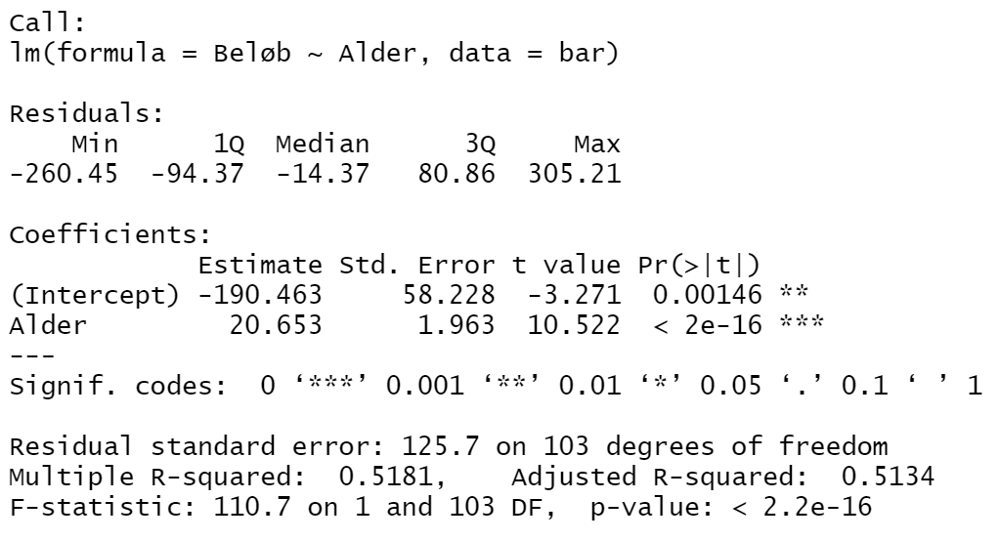 Call:
lm(formula = Beløb ~ Alder, data = bar)
Residuals:
    Min      1Q  Median      3Q     Max
-260.45  -94.37  -14.37   80.86  305.21
Coefficients:
            Estimate Std. Error t value Pr(>|t|)
(Intercept) -190.463     58.228  -3.271  0.00146 **
Alder         20.653      1.963  10.522  < 2e-16 ***
---
Signif. codes:  0 ‘***’ 0.001 ‘**’ 0.01 ‘*’ 0.05 ‘.’ 0.1 ‘ ’ 1
Residual standard error: 125.7 on 103 degrees of freedom
Multiple R-squared:  0.5181,    Adjusted R-squared:  0.5134
F-statistic: 110.7 on 1 and 103 DF,  p-value: < 2.2e-16